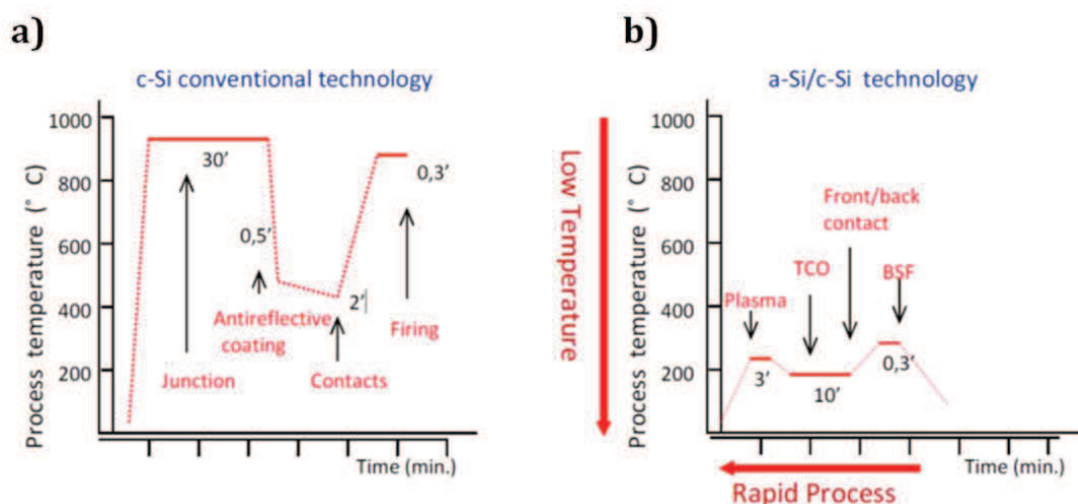 a)
c-Si conventional technology
Process temperature (° C)
1000
800
600
400
200
30’
0,5’
2’
0,3’
Antireflective
coating
Junction
Contacts
Firing
Time (min.)
b)
a-Si/c-Si technology
Low Temperature
Process temperature (° C)
1000
800
600
400
200
Front/back
contact
TCO
BSF
Plasma
3’
10’
0,3’
Time (min.)
Rapid Process